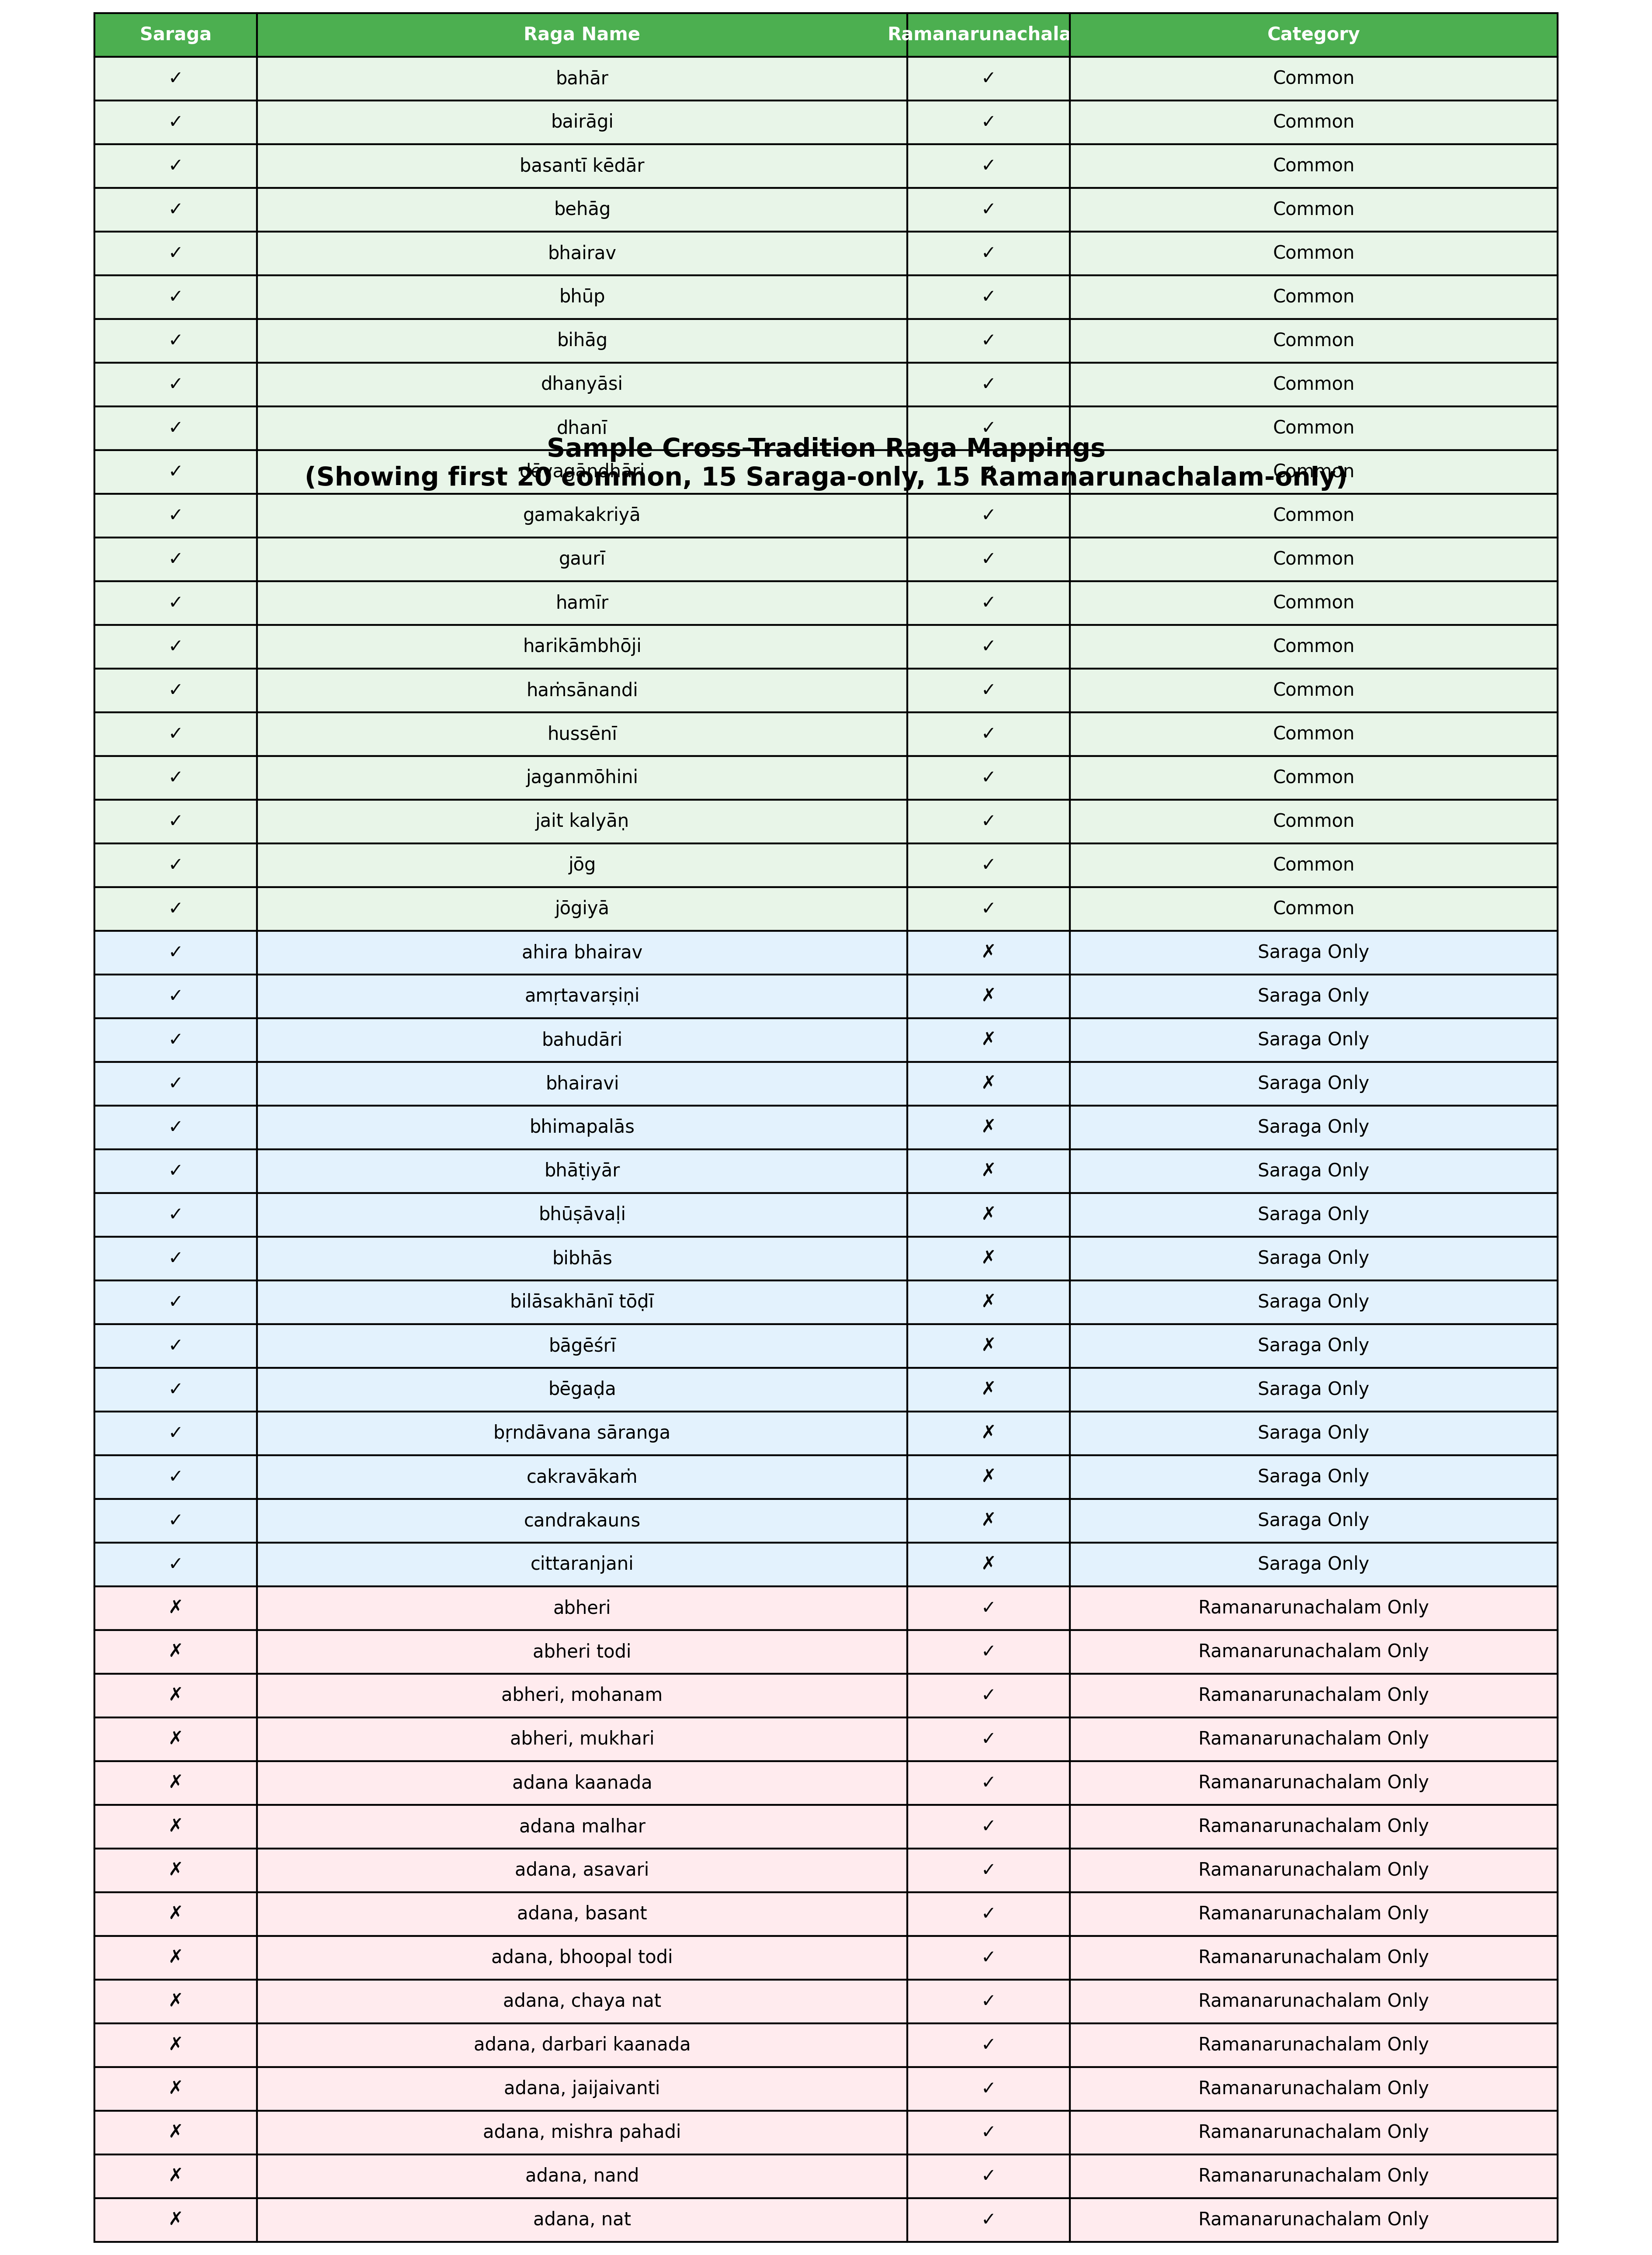 Saraga Raga Name Ramanarunachala Category
✓ bahār ✓ Common
✓ bairāgi ✓ Common
✓ basantī kēdār ✓ Common
✓ behāg ✓ Common
✓ bhairav ✓ Common
✓ bhūp ✓ Common
✓ bihāg ✓ Common
✓ dhanyāsi ✓ Common
✓ dhanī ✓ Common
Sample Cross-Tradition Raga Mappings
✓ dēvagāndhāri ✓ Common
(Showing first 20 common, 15 Saraga-only, 15 Ramanarunachalam-only)
✓ gamakakriyā ✓ Common
✓ gaurī ✓ Common
✓ hamīr ✓ Common
✓ harikāmbhōji ✓ Common
✓ haṁsānandi ✓ Common
✓ hussēnī ✓ Common
✓ jaganmōhini ✓ Common
✓ jait kalyāṇ ✓ Common
✓ jōg ✓ Common
✓ jōgiyā ✓ Common
✓ ahira bhairav ✗ Saraga Only
✓ amṛtavarṣiṇi ✗ Saraga Only
✓ bahudāri ✗ Saraga Only
✓ bhairavi ✗ Saraga Only
✓ bhimapalās ✗ Saraga Only
✓ bhāṭiyār ✗ Saraga Only
✓ bhūṣāvaḷi ✗ Saraga Only
✓ bibhās ✗ Saraga Only
✓ bilāsakhānī tōḍī ✗ Saraga Only
✓ bāgēśrī ✗ Saraga Only
✓ bēgaḍa ✗ Saraga Only
✓ bṛndāvana sāranga ✗ Saraga Only
✓ cakravākaṁ ✗ Saraga Only
✓ candrakauns ✗ Saraga Only
✓ cittaranjani ✗ Saraga Only
✗ abheri ✓ Ramanarunachalam Only
✗ abheri todi ✓ Ramanarunachalam Only
✗ abheri, mohanam ✓ Ramanarunachalam Only
✗ abheri, mukhari ✓ Ramanarunachalam Only
✗ adana kaanada ✓ Ramanarunachalam Only
✗ adana malhar ✓ Ramanarunachalam Only
✗ adana, asavari ✓ Ramanarunachalam Only
✗ adana, basant ✓ Ramanarunachalam Only
✗ adana, bhoopal todi ✓ Ramanarunachalam Only
✗ adana, chaya nat ✓ Ramanarunachalam Only
✗ adana, darbari kaanada ✓ Ramanarunachalam Only
✗ adana, jaijaivanti ✓ Ramanarunachalam Only
✗ adana, mishra pahadi ✓ Ramanarunachalam Only
✗ adana, nand ✓ Ramanarunachalam Only
✗ adana, nat ✓ Ramanarunachalam Only